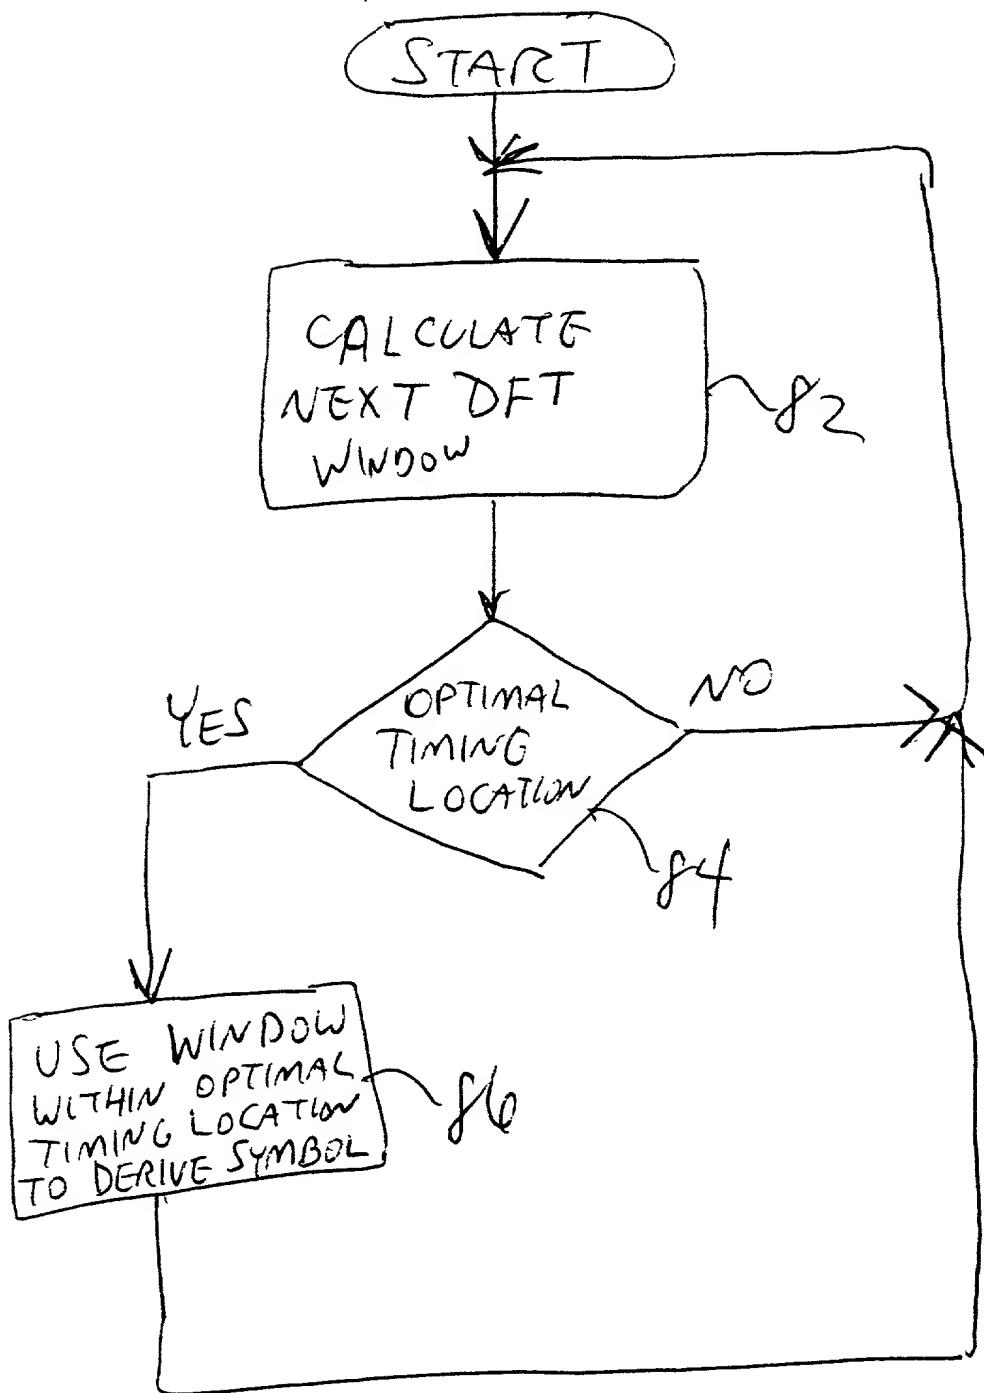 START
CALCULATE
NEXT DFT
WINDOW
82
YES
OPTIMAL
TIMING
LOCATION
NO
84
USE WINDOW
WITHIN OPTIMAL
TIMING LOCATION
TO DERIVE SYMBOL
86